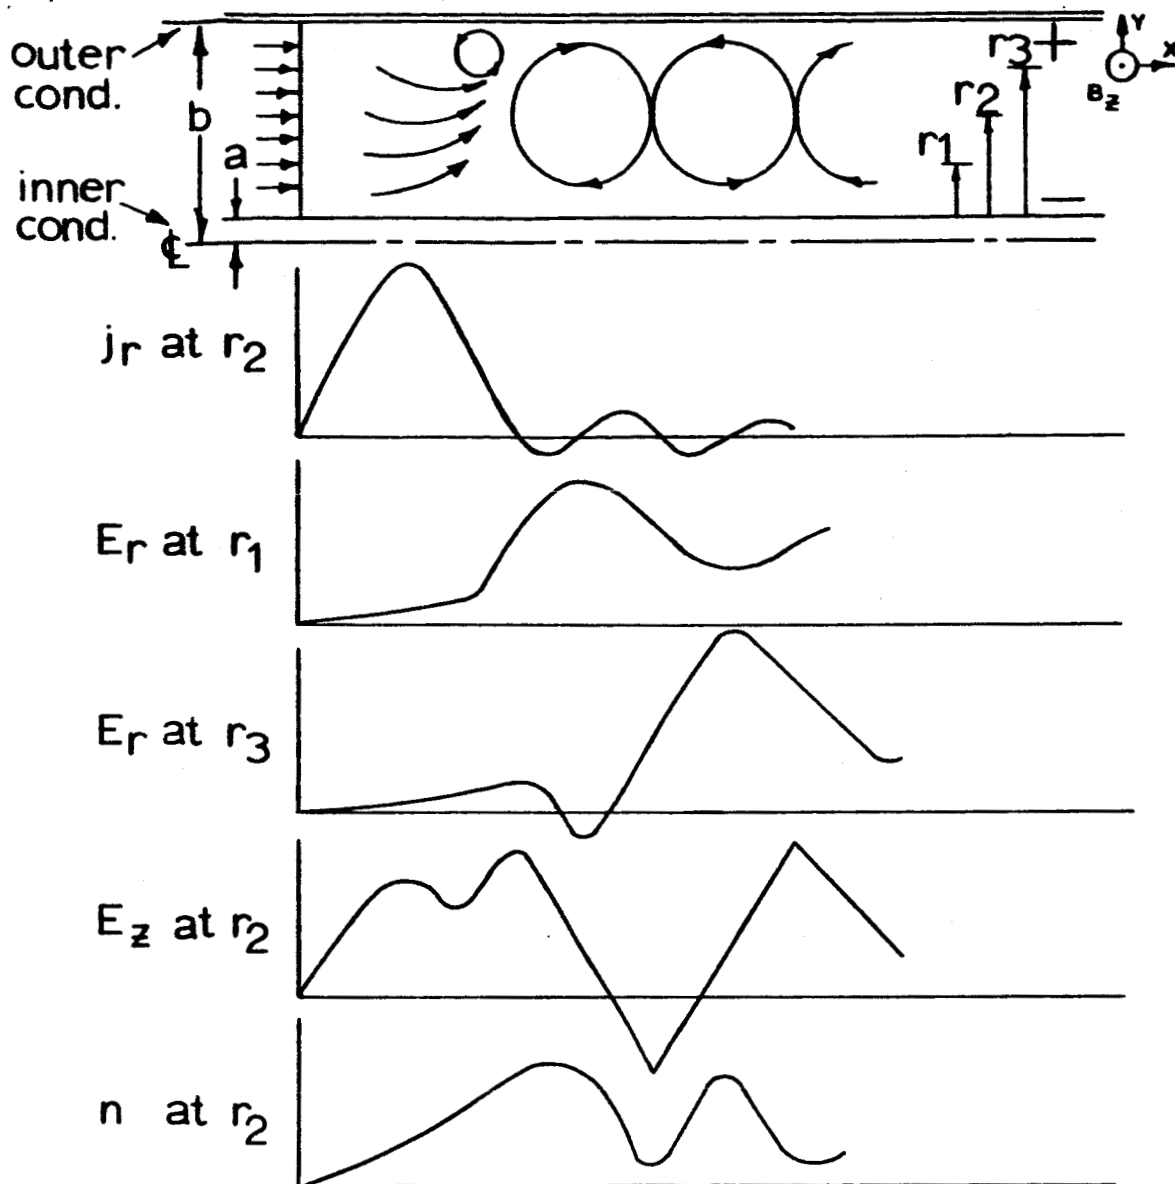 outer
cond.
b
a
inner
cond.
℄
r1
r2
r3
+
−
Y
X
Bz
jr at r2
Er at r1
Er at r3
Ez at r2
n at r2